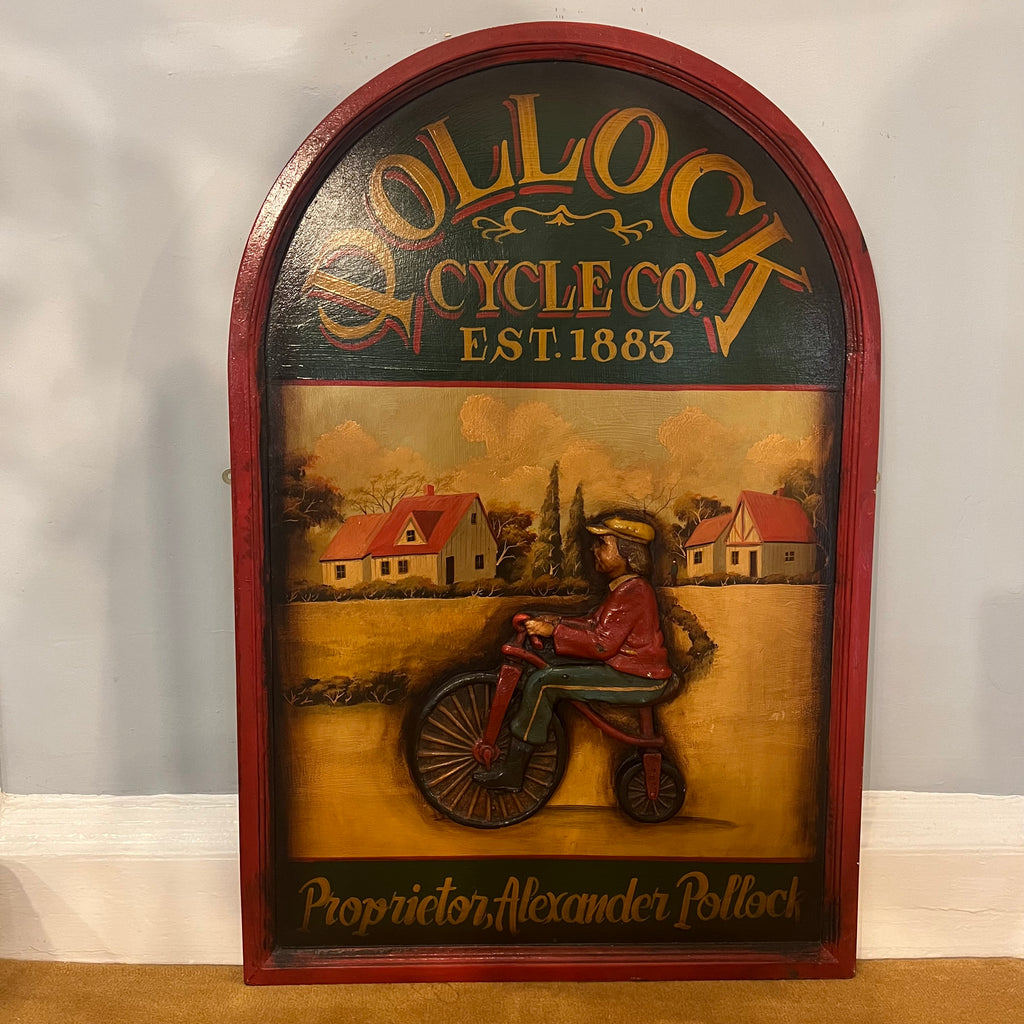 POLLOCK
CYCLE CO.
EST. 1883
Proprietor, Alexander Pollock